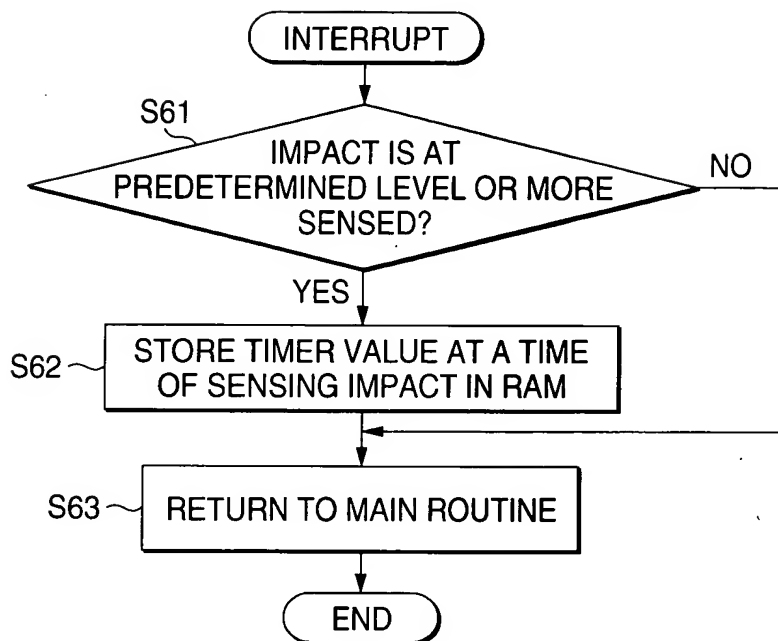 INTERRUPT
S61
IMPACT IS AT
PREDETERMINED LEVEL OR MORE
SENSED?
NO
YES
S62
STORE TIMER VALUE AT A TIME
OF SENSING IMPACT IN RAM
S63
RETURN TO MAIN ROUTINE
END